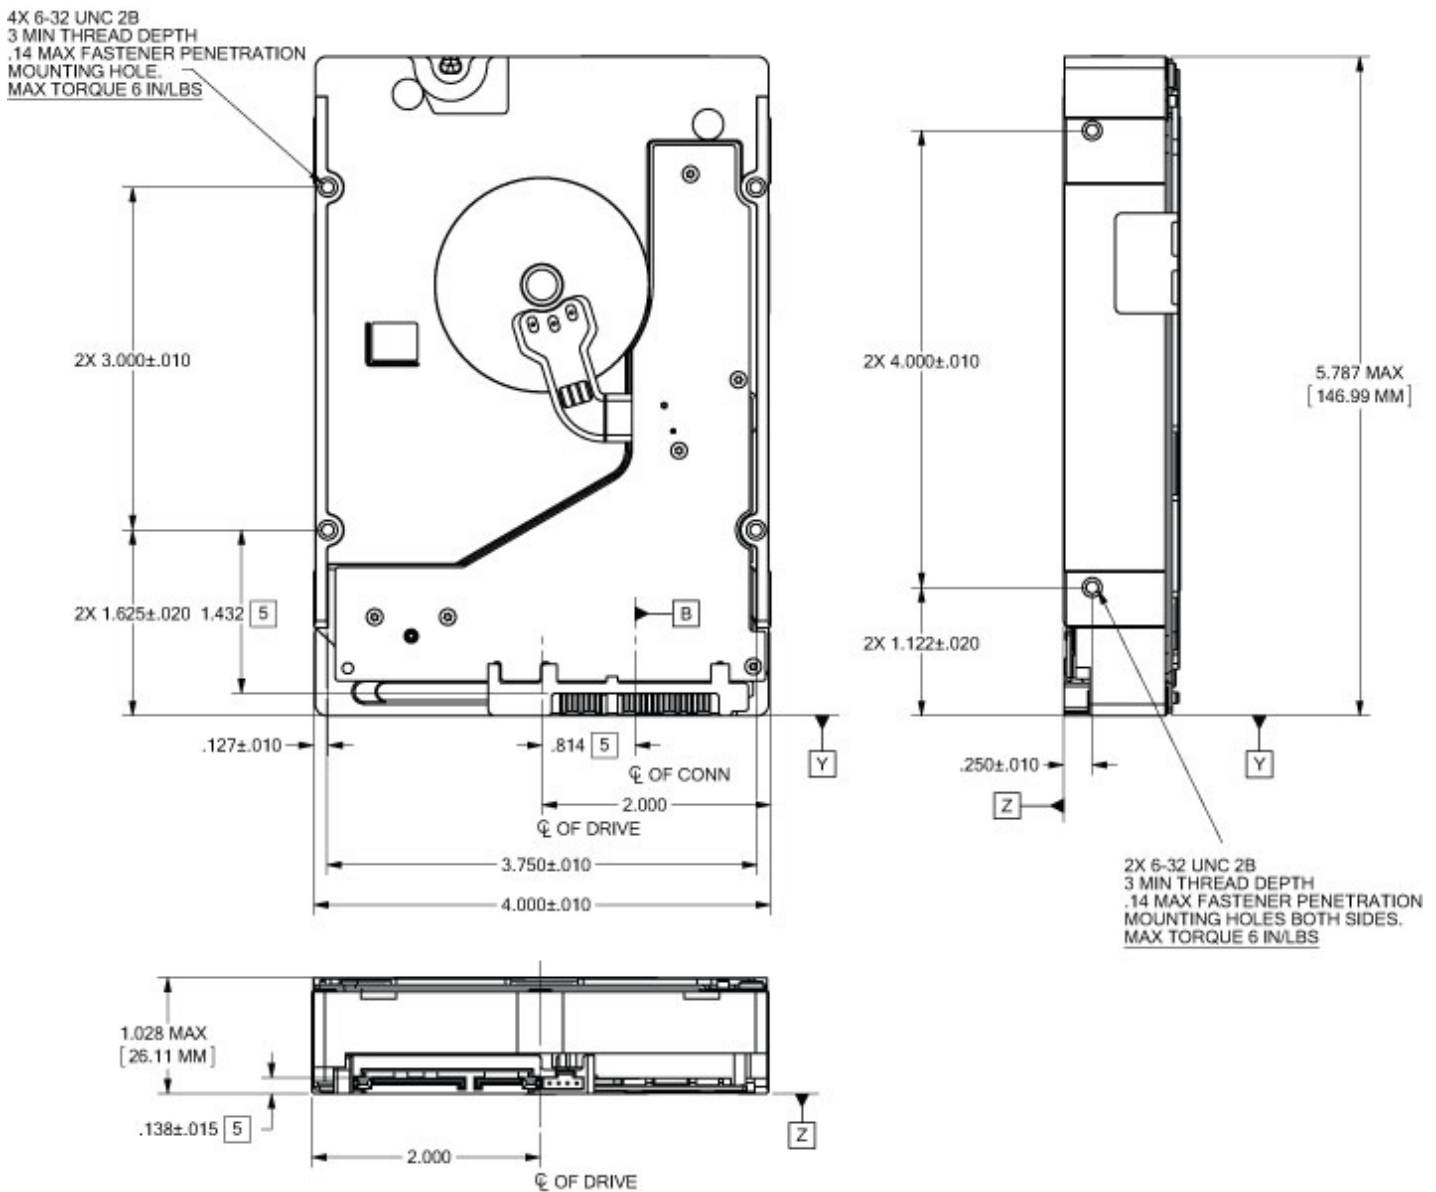 4X 6-32 UNC 2B
3 MIN THREAD DEPTH
.14 MAX FASTENER PENETRATION
MOUNTING HOLE.
MAX TORQUE 6 IN/LBS
2X 3.000±.010
2X 4.000±.010
5.787 MAX
[146.99 MM]
2X 1.625±.020
1.432 5
B
2X 1.122±.020
.127±.010
.814 5
℄ OF CONN
Y
.250±.010
Y
2.000
Z
℄ OF DRIVE
3.750±.010
4.000±.010
2X 6-32 UNC 2B
3 MIN THREAD DEPTH
.14 MAX FASTENER PENETRATION
MOUNTING HOLES BOTH SIDES.
MAX TORQUE 6 IN/LBS
1.028 MAX
[26.11 MM]
.138±.015 5
Z
2.000
℄ OF DRIVE